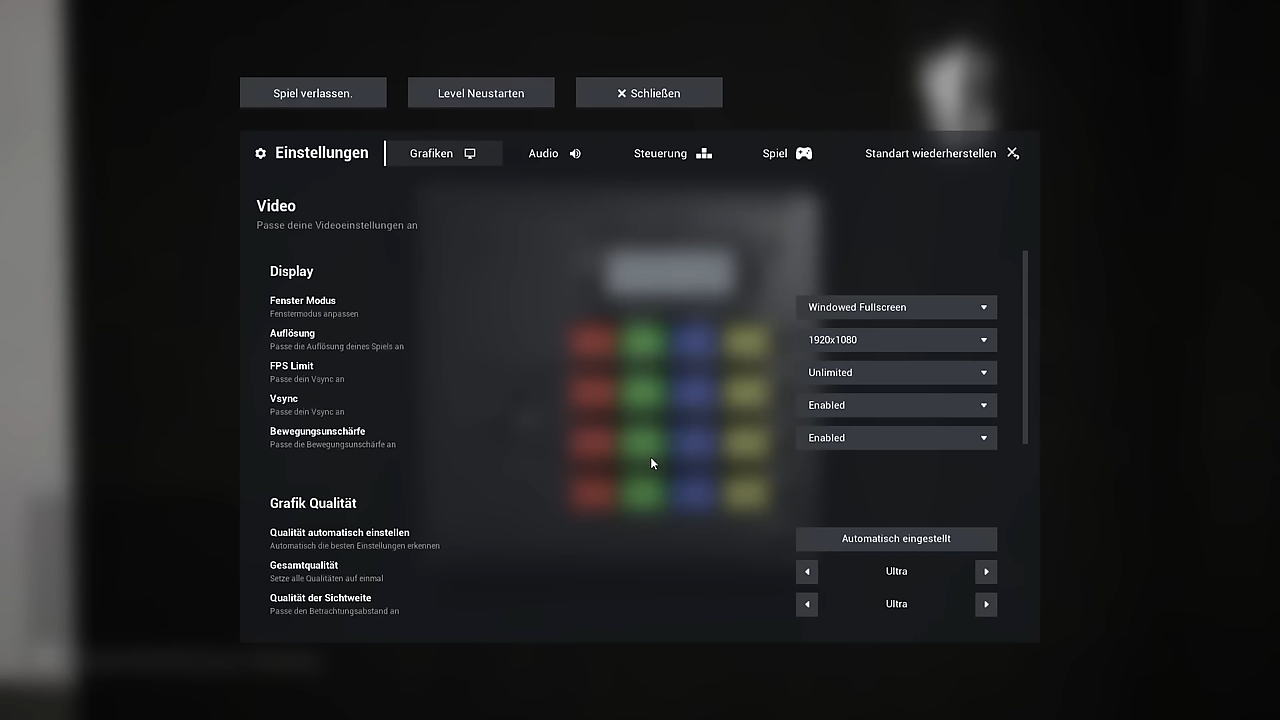 Spiel verlassen.
Level Neustarten
Schließen
Einstellungen
Grafiken
Audio
Steuerung
Spiel
Standart wiederherstellen
Video
Passe deine Videoeinstellungen an
Display
Fenster Modus
Fenstermodus anpassen
Windowed Fullscreen
Auflösung
Passe die Auflösung deines Spiels an
1920x1080
FPS Limit
Passe dein Vsync an
Unlimited
Vsync
Passe dein Vsync an
Enabled
Bewegungsunschärfe
Passe die Bewegungsunschärfe an
Enabled
Grafik Qualität
Qualität automatisch einstellen
Automatisch die besten Einstellungen erkennen
Automatisch eingestellt
Gesamtqualität
Setze alle Qualitäten auf einmal
Ultra
Qualität der Sichtweite
Passe den Betrachtungsabstand an
Ultra